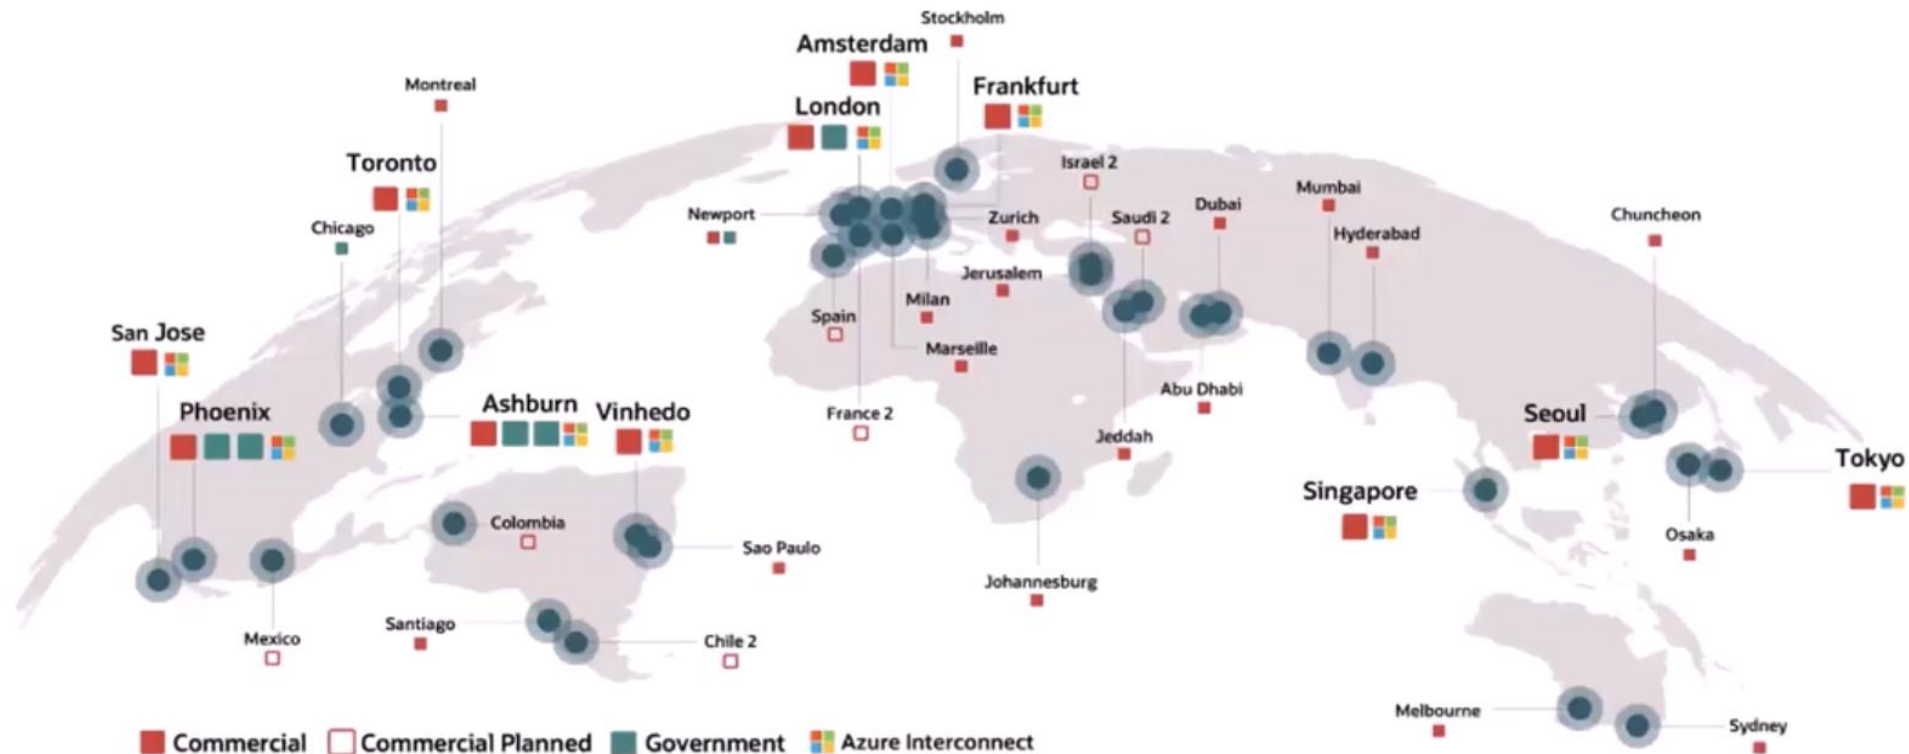 Stockholm
Amsterdam
Montreal
Frankfurt
London
Toronto
Israel 2
Mumbai
Newport
Zurich
Saudi 2
Dubai
Chuncheon
Chicago
Hyderabad
Jerusalem
Milan
Spain
San Jose
Marseille
Abu Dhabi
Phoenix
Ashburn
Vinhedo
France 2
Seoul
Jeddah
Tokyo
Singapore
Colombia
Sao Paulo
Osaka
Johannesburg
Santiago
Mexico
Chile 2
Melbourne
Sydney
Commercial
Commercial Planned
Government
Azure Interconnect